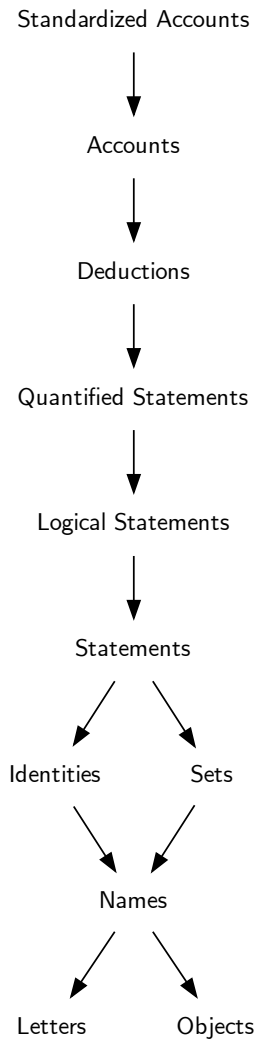 Standardized Accounts
Accounts
Deductions
Quantified Statements
Logical Statements
Statements
Identities
Sets
Names
Letters
Objects